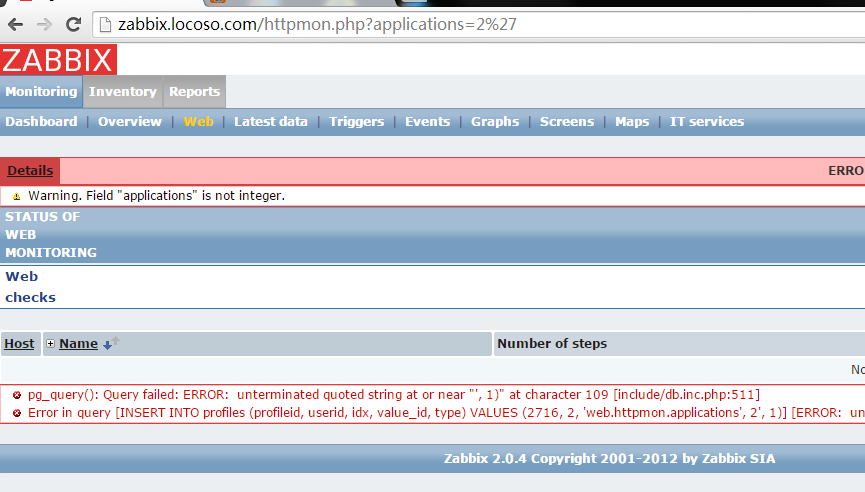 zabbix.locoso.com/httpmon.php?applications=2%27
ZABBIX
Monitoring Inventory Reports
Dashboard | Overview | Web | Latest data | Triggers | Events | Graphs | Screens | Maps | IT services
Details ERRO
Warning. Field "applications" is not integer.
STATUS OF
WEB
MONITORING
Web
checks
Host Name Number of steps
No
pg_query(): Query failed: ERROR: unterminated quoted string at or near "', 1)" at character 109 [include/db.inc.php:511]
Error in query [INSERT INTO profiles (profileid, userid, idx, value_id, type) VALUES (2716, 2, 'web.httpmon.applications', 2', 1)] [ERROR: un
Zabbix 2.0.4 Copyright 2001-2012 by Zabbix SIA